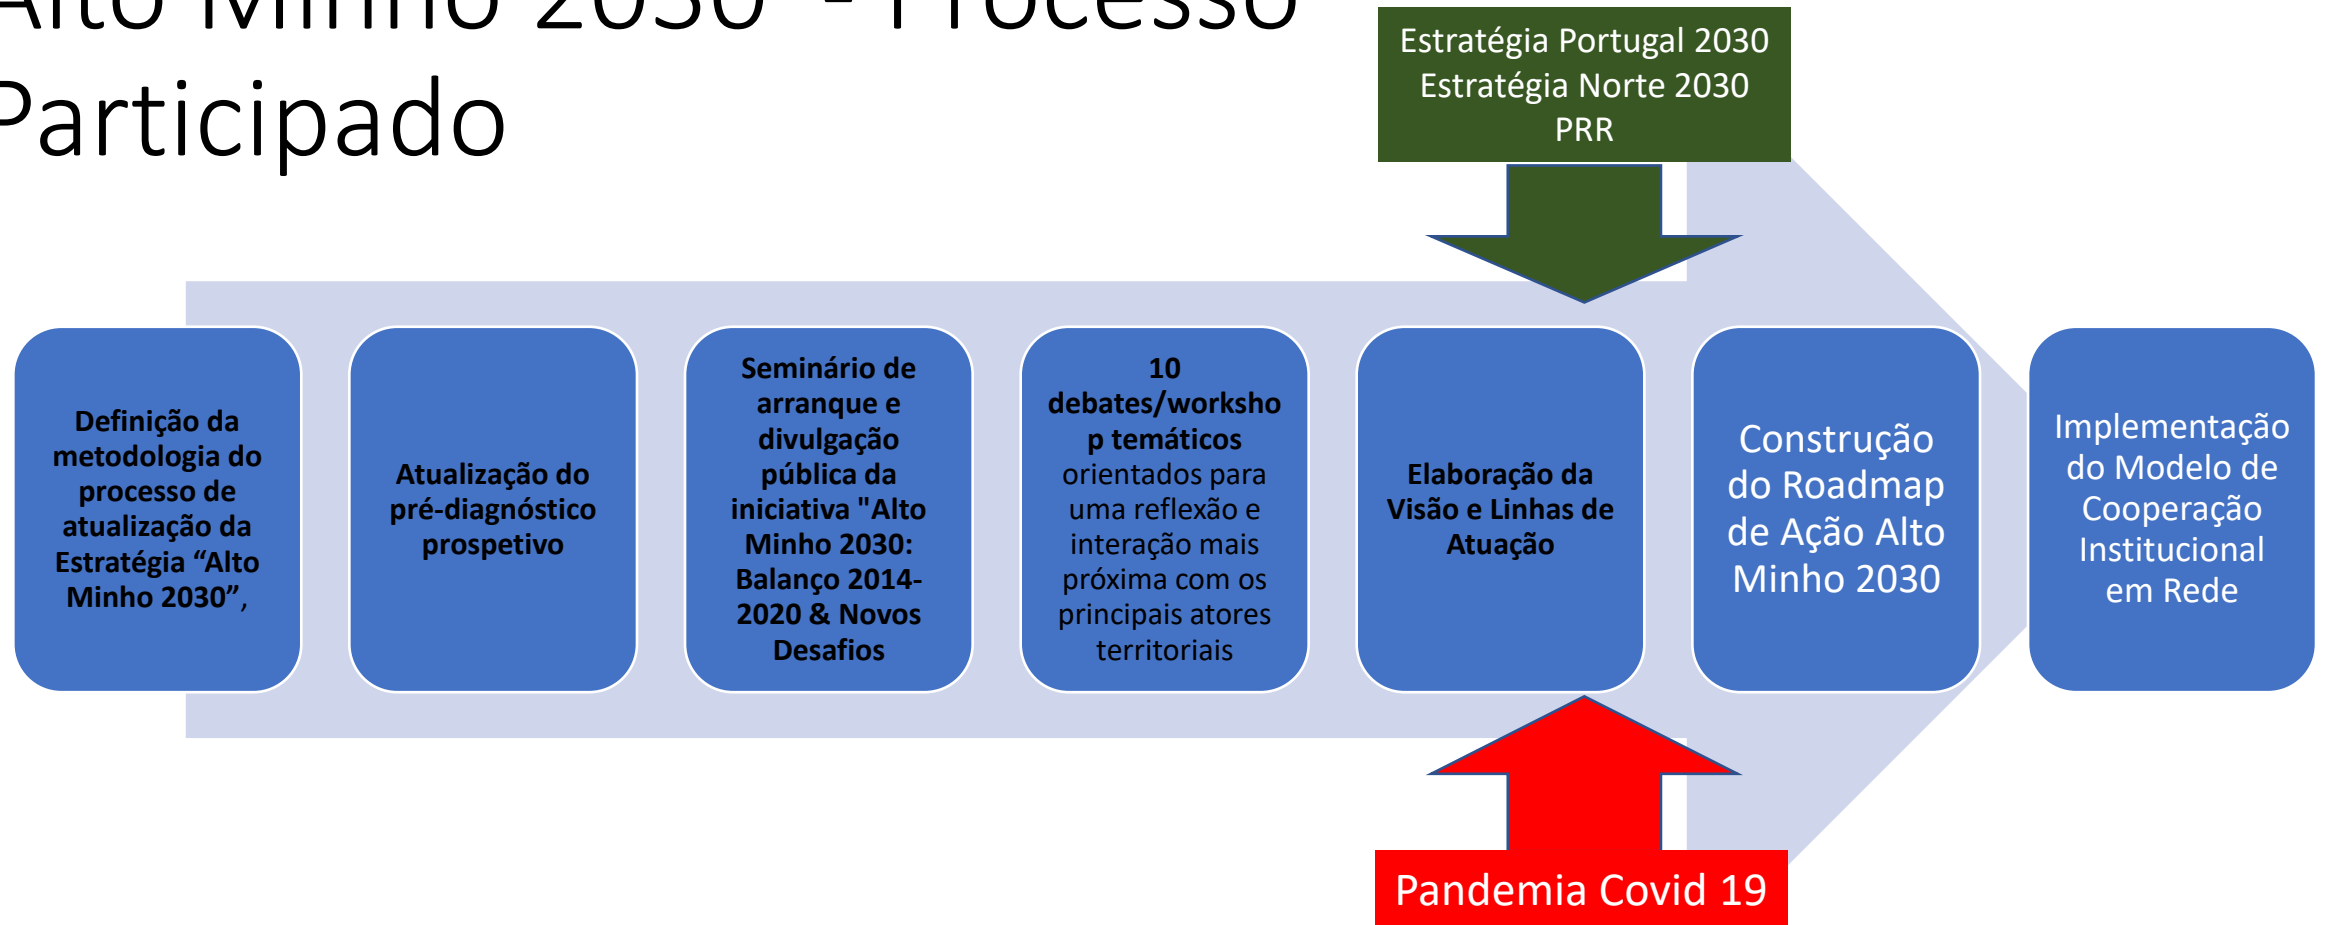 Alto Minho 2030 - Processo
Participado
Estratégia Portugal 2030
Estratégia Norte 2030
PRR
Definição da
metodologia do
processo de
atualização da
Estratégia “Alto
Minho 2030”,
Atualização do
pré-diagnóstico
prospetivo
Seminário de
arranque e
divulgação
pública da
iniciativa "Alto
Minho 2030:
Balanço 2014-
2020 & Novos
Desafios
10
debates/worksho
p temáticos
orientados para
uma reflexão e
interação mais
próxima com os
principais atores
territoriais
Elaboração da
Visão e Linhas de
Atuação
Construção
do Roadmap
de Ação Alto
Minho 2030
Implementação
do Modelo de
Cooperação
Institucional
em Rede
Pandemia Covid 19